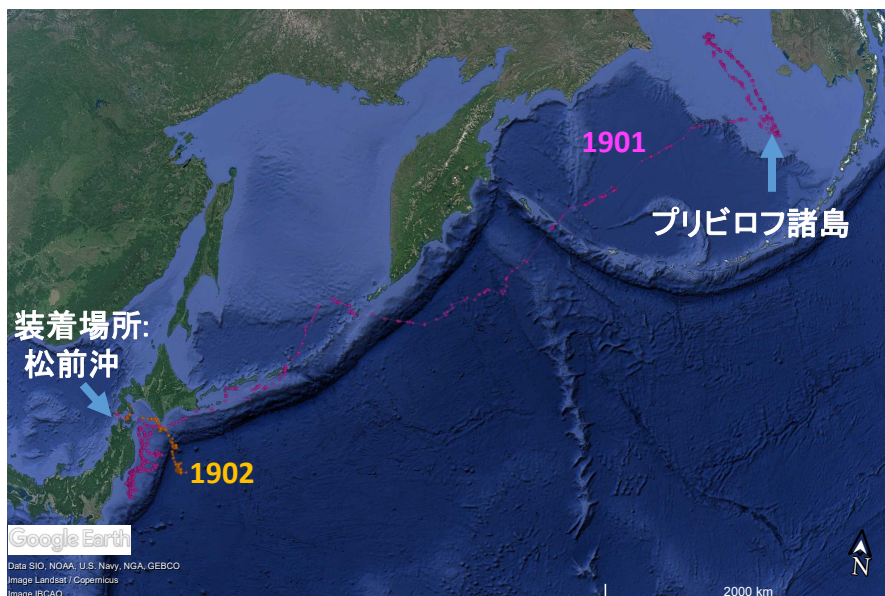 1901
プリビロフ諸島
装着場所:
松前沖
1902
Google Earth
Data SIO, NOAA, U.S. Navy, NGA, GEBCO
Image Landsat / Copernicus
Image IBCAO
N
2000 km